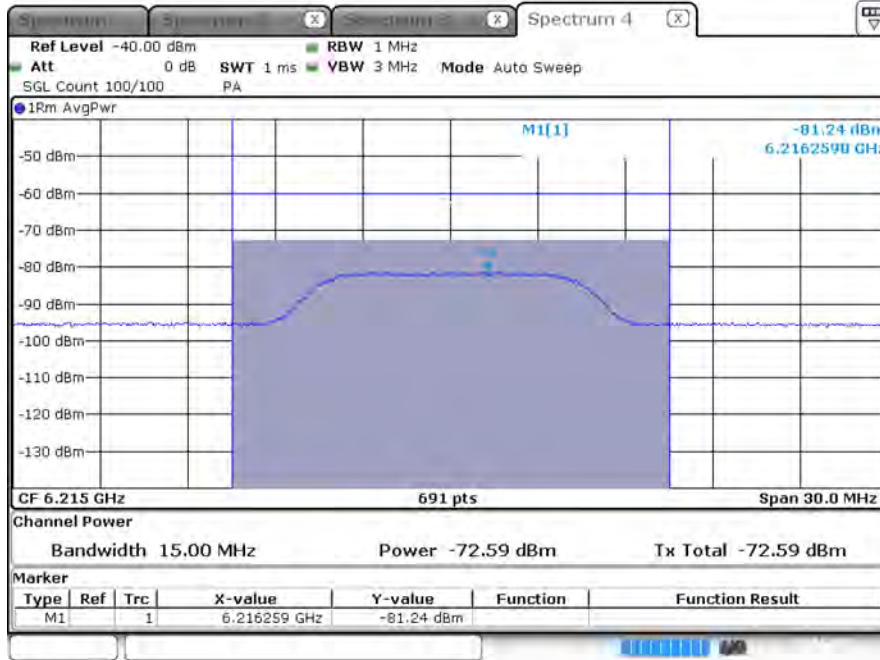 Spectrum 4
Ref Level -40.00 dBm RBW 1 MHz
Att 0 dB SWT 1 ms VBW 3 MHz Mode Auto Sweep
SGL Count 100/100 PA
1Rm AvgPwr
M1[1] -81.24 dBm
6.2162590 GHz
-50 dBm
-60 dBm
-70 dBm
-80 dBm
-90 dBm
-100 dBm
-110 dBm
-120 dBm
-130 dBm
CF 6.215 GHz 691 pts Span 30.0 MHz
Channel Power
Bandwidth 15.00 MHz Power -72.59 dBm Tx Total -72.59 dBm
Marker
Type Ref Trc X-value Y-value Function Function Result
M1 1 6.216259 GHz -81.24 dBm